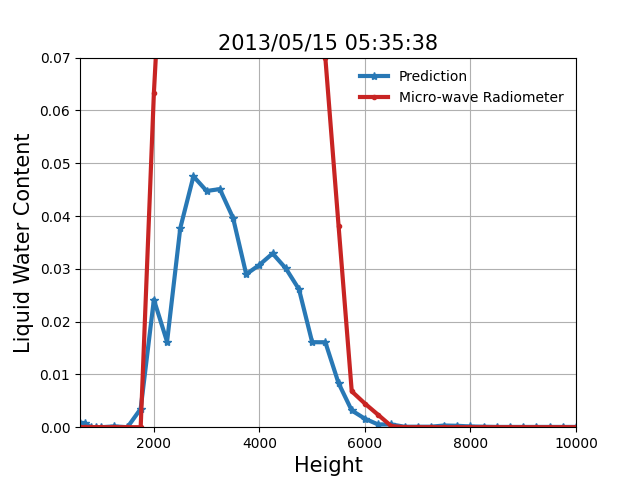 2013/05/15 05:35:38
0.07
0.06
0.05
0.04
0.03
0.02
0.01
0.00
Liquid Water Content
Prediction
Micro-wave Radiometer
2000 4000 6000 8000 10000
Height